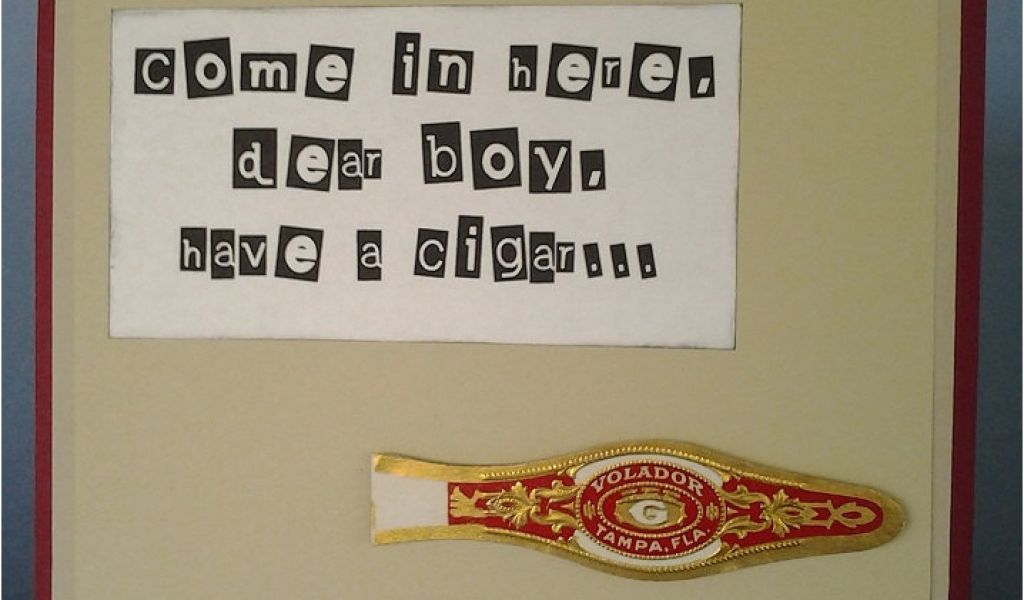 come in here,
dear boy,
have a cigar...
VOLADOR
G
TAMPA, FLA